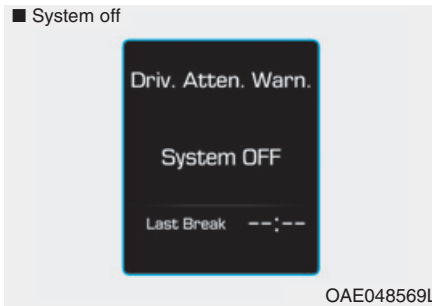 ■ System off
Driv. Atten. Warn.
System OFF
Last Break --:--
OAE048569L